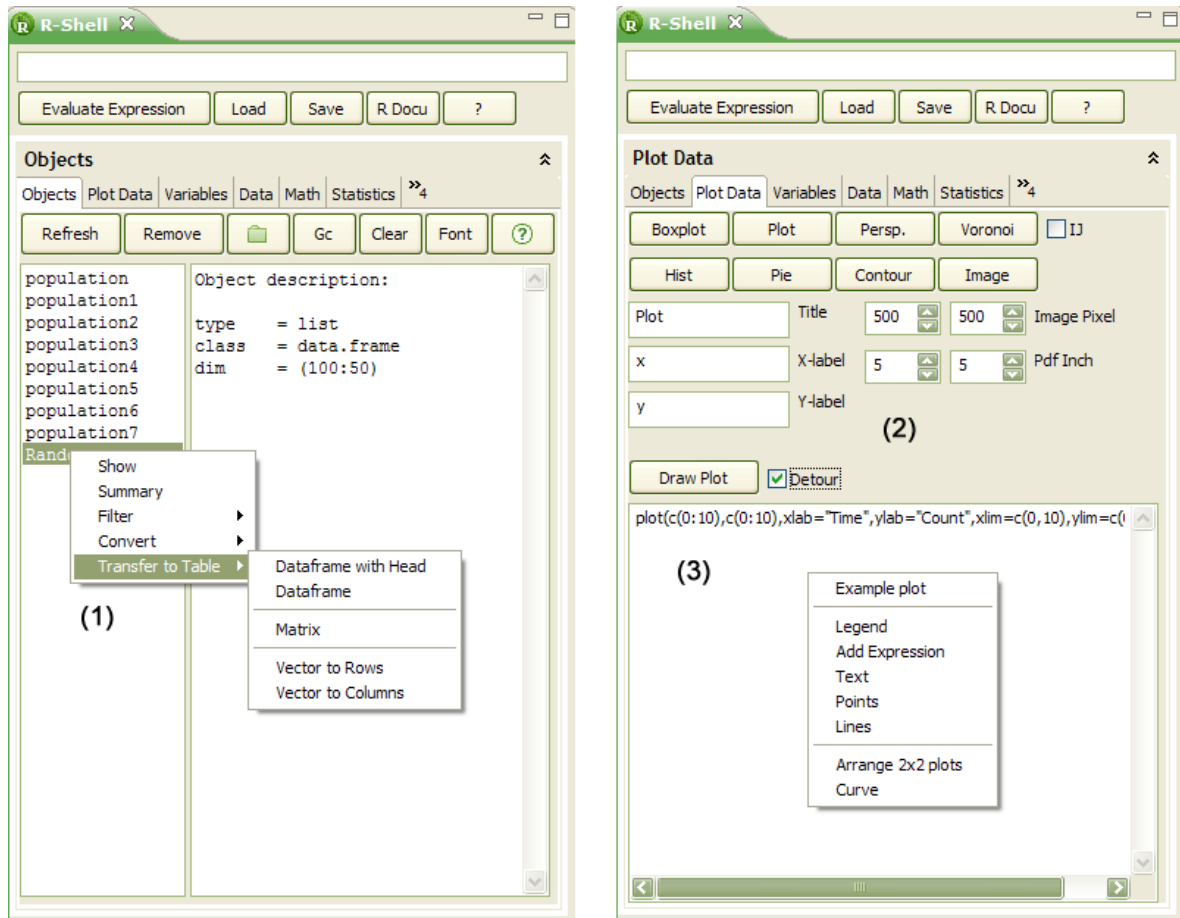 R-Shell
Evaluate Expression Load Save R Docu ?
Objects
Objects Plot Data Variables Data Math Statistics »4
Refresh Remove Gc Clear Font ?
population
population1
population2
population3
population4
population5
population6
population7
Object description:
type = list
class = data.frame
dim = (100:50)
Show
Summary
Filter
Convert
Transfer to Table
Dataframe with Head
Dataframe
Matrix
Vector to Rows
Vector to Columns
(1)
R-Shell
Evaluate Expression Load Save R Docu ?
Plot Data
Objects Plot Data Variables Data Math Statistics »4
Boxplot Plot Persp. Voronoi IJ
Hist Pie Contour Image
Plot Title 500 500 Image Pixel
x X-label 5 5 Pdf Inch
y Y-label
(2)
Draw Plot Detour
plot(c(0:10),c(0:10),xlab="Time",ylab="Count",xlim=c(0,10),ylim=c(
(3)
Example plot
Legend
Add Expression
Text
Points
Lines
Arrange 2x2 plots
Curve